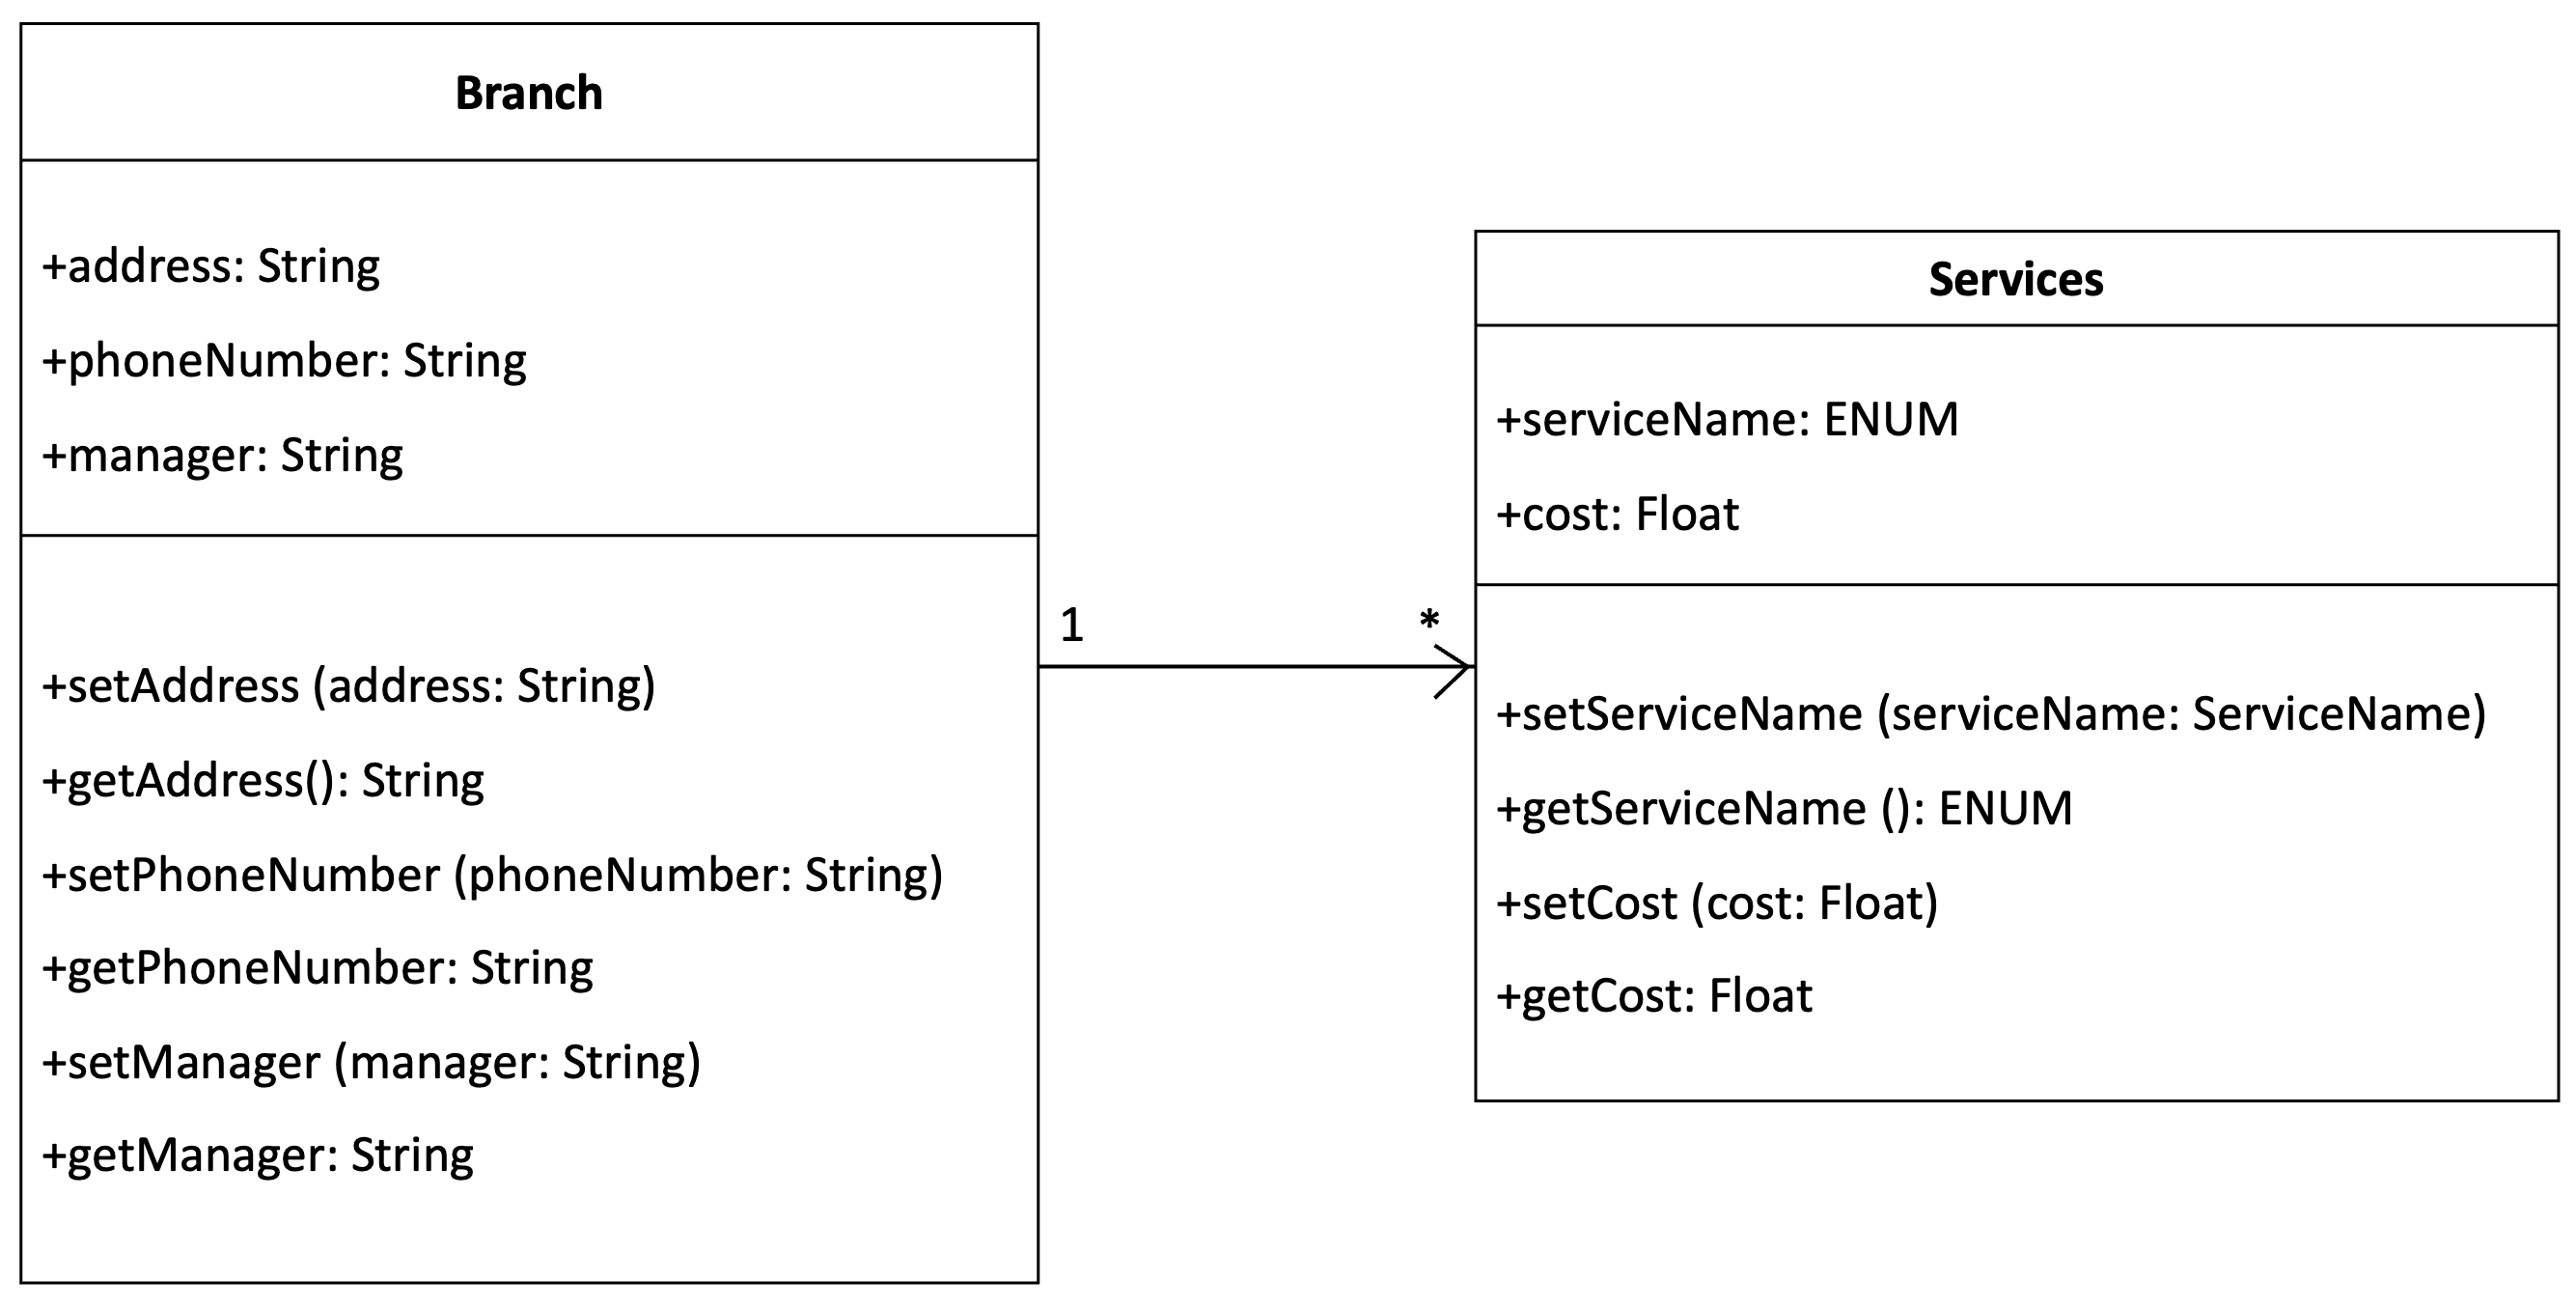 Branch
+address: String
+phoneNumber: String
+manager: String
+setAddress (address: String)
+getAddress(): String
+setPhoneNumber (phoneNumber: String)
+getPhoneNumber: String
+setManager (manager: String)
+getManager: String
1
*
Services
+serviceName: ENUM
+cost: Float
+setServiceName (serviceName: ServiceName)
+getServiceName (): ENUM
+setCost (cost: Float)
+getCost: Float